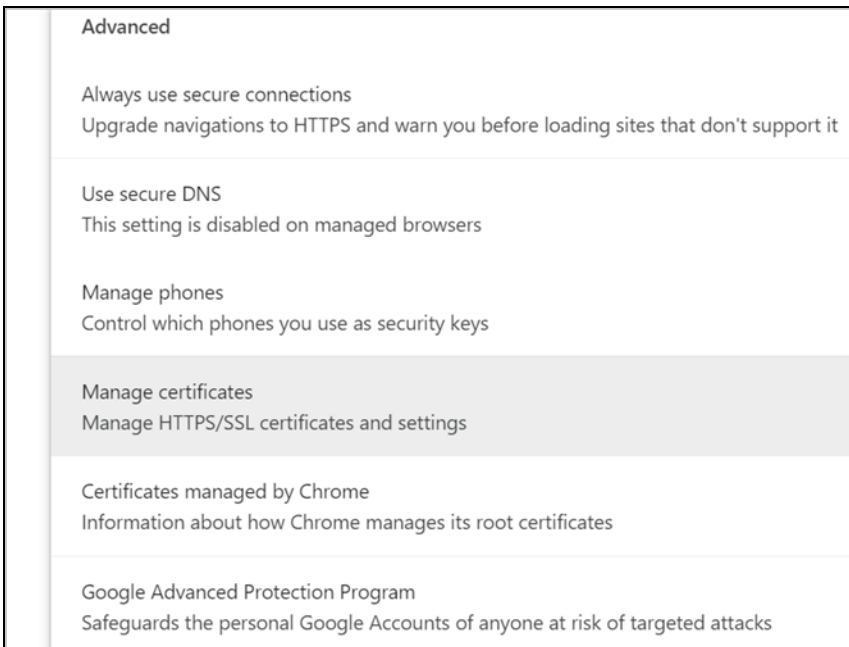 Advanced
Always use secure connections
Upgrade navigations to HTTPS and warn you before loading sites that don't support it
Use secure DNS
This setting is disabled on managed browsers
Manage phones
Control which phones you use as security keys
Manage certificates
Manage HTTPS/SSL certificates and settings
Certificates managed by Chrome
Information about how Chrome manages its root certificates
Google Advanced Protection Program
Safeguards the personal Google Accounts of anyone at risk of targeted attacks